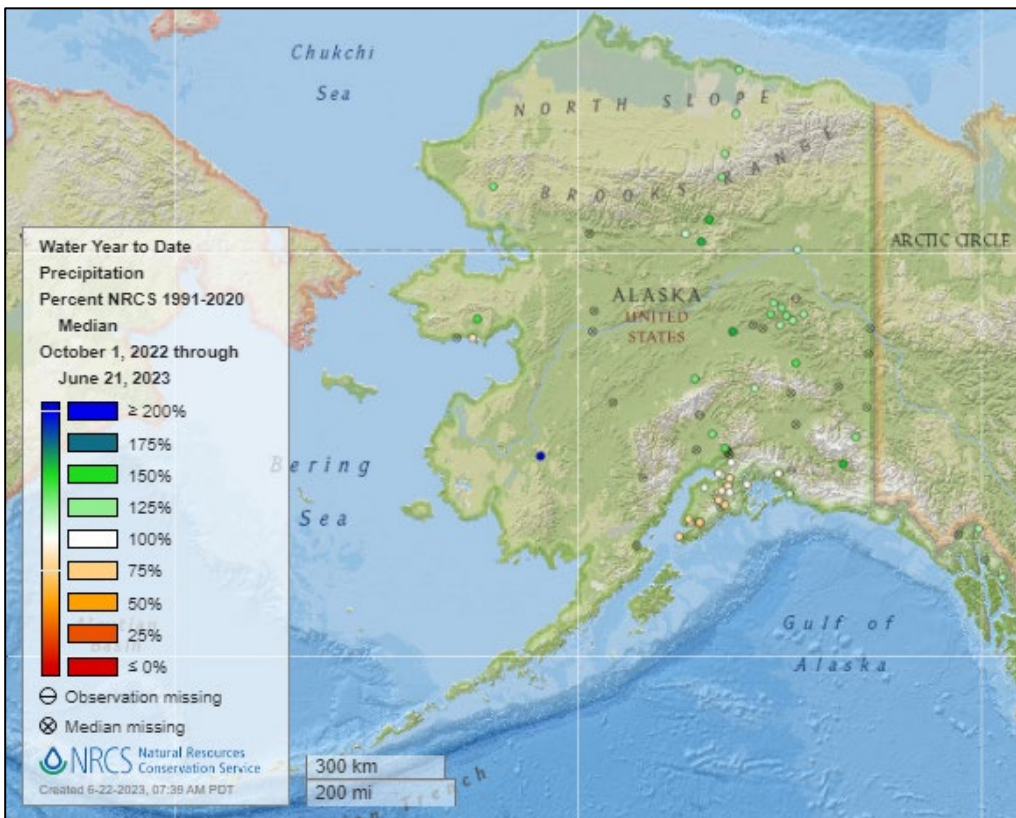 Chukchi
Sea
NORTH SLOPE
BROOKS RANGE
ARCTIC CIRCLE
ALASKA
UNITED
STATES
Bering
Sea
Gulf of
Alaska
Water Year to Date
Precipitation
Percent NRCS 1991-2020
Median
October 1, 2022 through
June 21, 2023
≥ 200%
175%
150%
125%
100%
75%
50%
25%
≤ 0%
Observation missing
Median missing
NRCS Natural Resources
Conservation Service
Created 6-22-2023, 07:39 AM PDT
300 km
200 mi
Trench